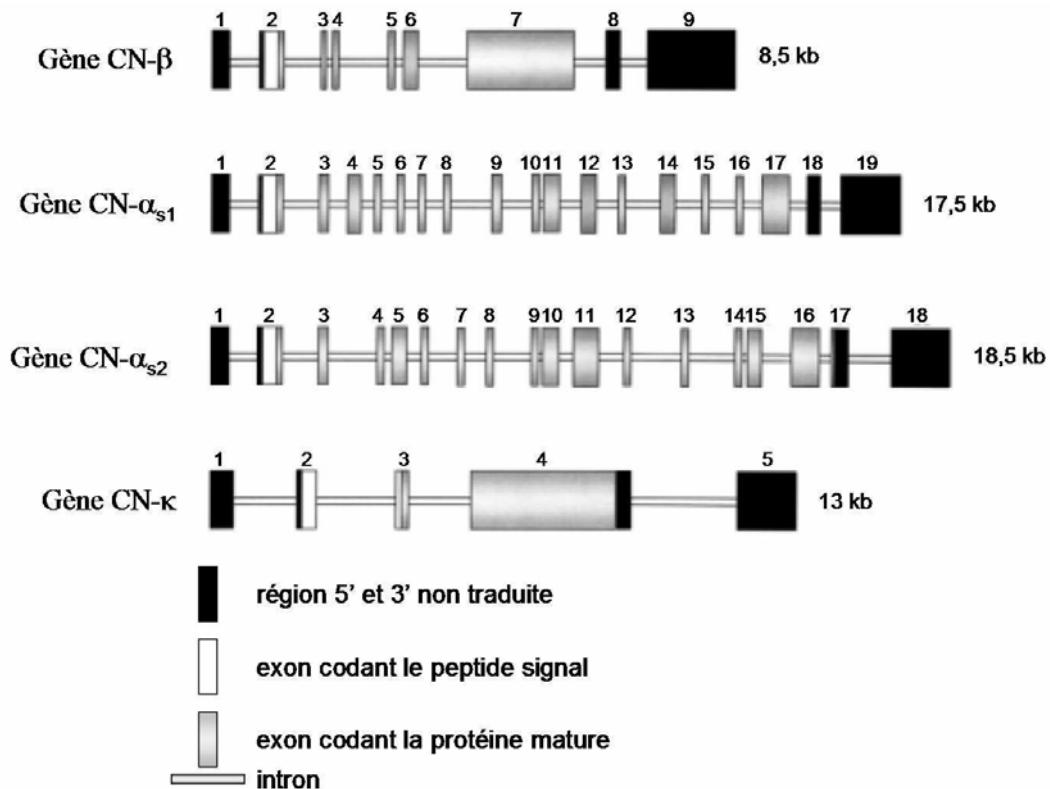 1 2 3 4 5 6 7 8 9
Gène CN-β 8,5 kb
1 2 3 4 5 6 7 8 9 10 11 12 13 14 15 16 17 18 19
Gène CN-αs1 17,5 kb
1 2 3 4 5 6 7 8 9 10 11 12 13 14 15 16 17 18
Gène CN-αs2 18,5 kb
1 2 3 4 5
Gène CN-κ 13 kb
région 5' et 3' non traduite
exon codant le peptide signal
exon codant la protéine mature
intron